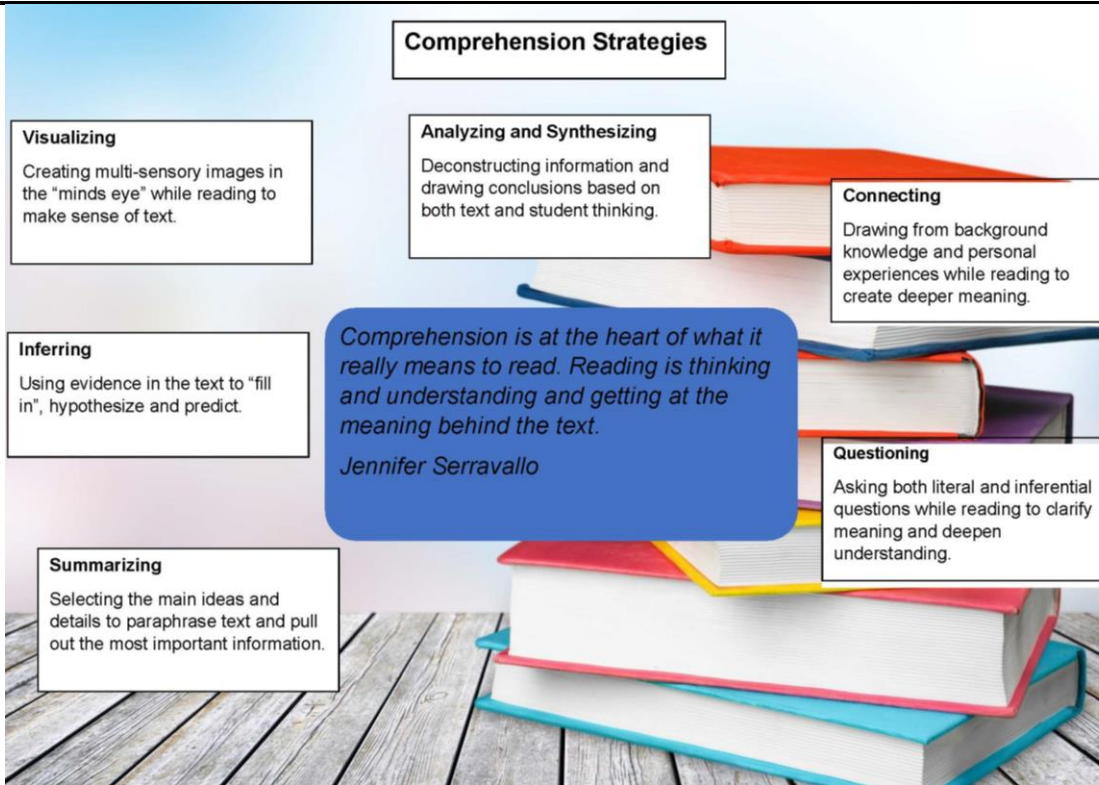 Comprehension Strategies
Visualizing
Creating multi-sensory images in
the “minds eye” while reading to
make sense of text.
Analyzing and Synthesizing
Deconstructing information and
drawing conclusions based on
both text and student thinking.
Connecting
Drawing from background
knowledge and personal
experiences while reading to
create deeper meaning.
Inferring
Using evidence in the text to “fill
in”, hypothesize and predict.
Comprehension is at the heart of what it
really means to read. Reading is thinking
and understanding and getting at the
meaning behind the text.
Jennifer Serravallo
Questioning
Asking both literal and inferential
questions while reading to clarify
meaning and deepen
understanding.
Summarizing
Selecting the main ideas and
details to paraphrase text and pull
out the most important information.